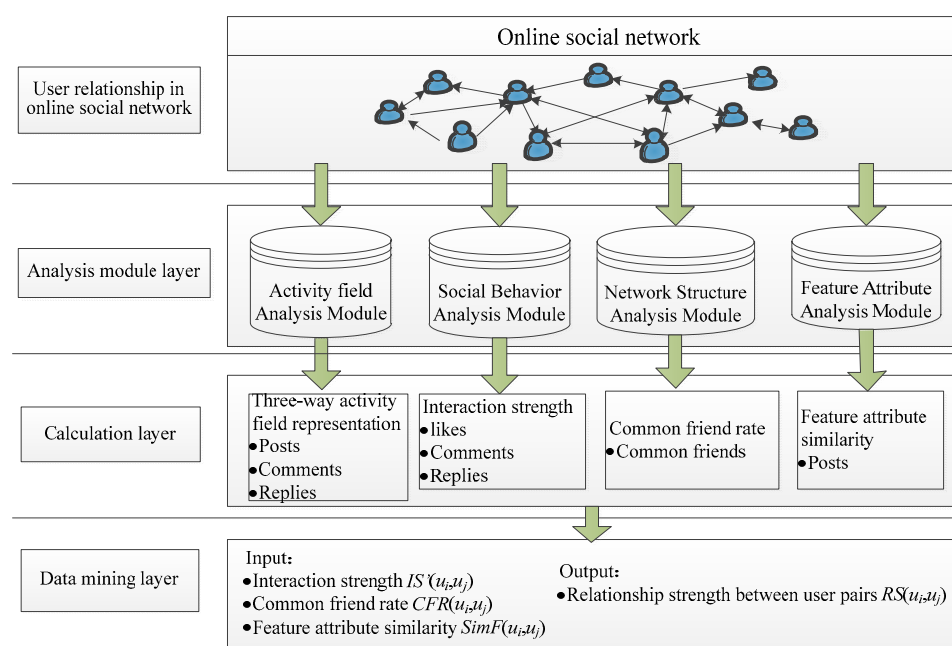 Online social network
User relationship in
online social network
Analysis module layer
Activity field
Analysis Module
Social Behavior
Analysis Module
Network Structure
Analysis Module
Feature Attribute
Analysis Module
Calculation layer
Three-way activity
field representation
●Posts
●Comments
●Replies
Interaction strength
●likes
●Comments
●Replies
Common friend rate
●Common friends
Feature attribute
similarity
●Posts
Data mining layer
Input:
●Interaction strength IS'(ui,uj)
●Common friend rate CFR(ui,uj)
●Feature attribute similarity SimF(ui,uj)
Output:
●Relationship strength between user pairs RS(ui,uj)